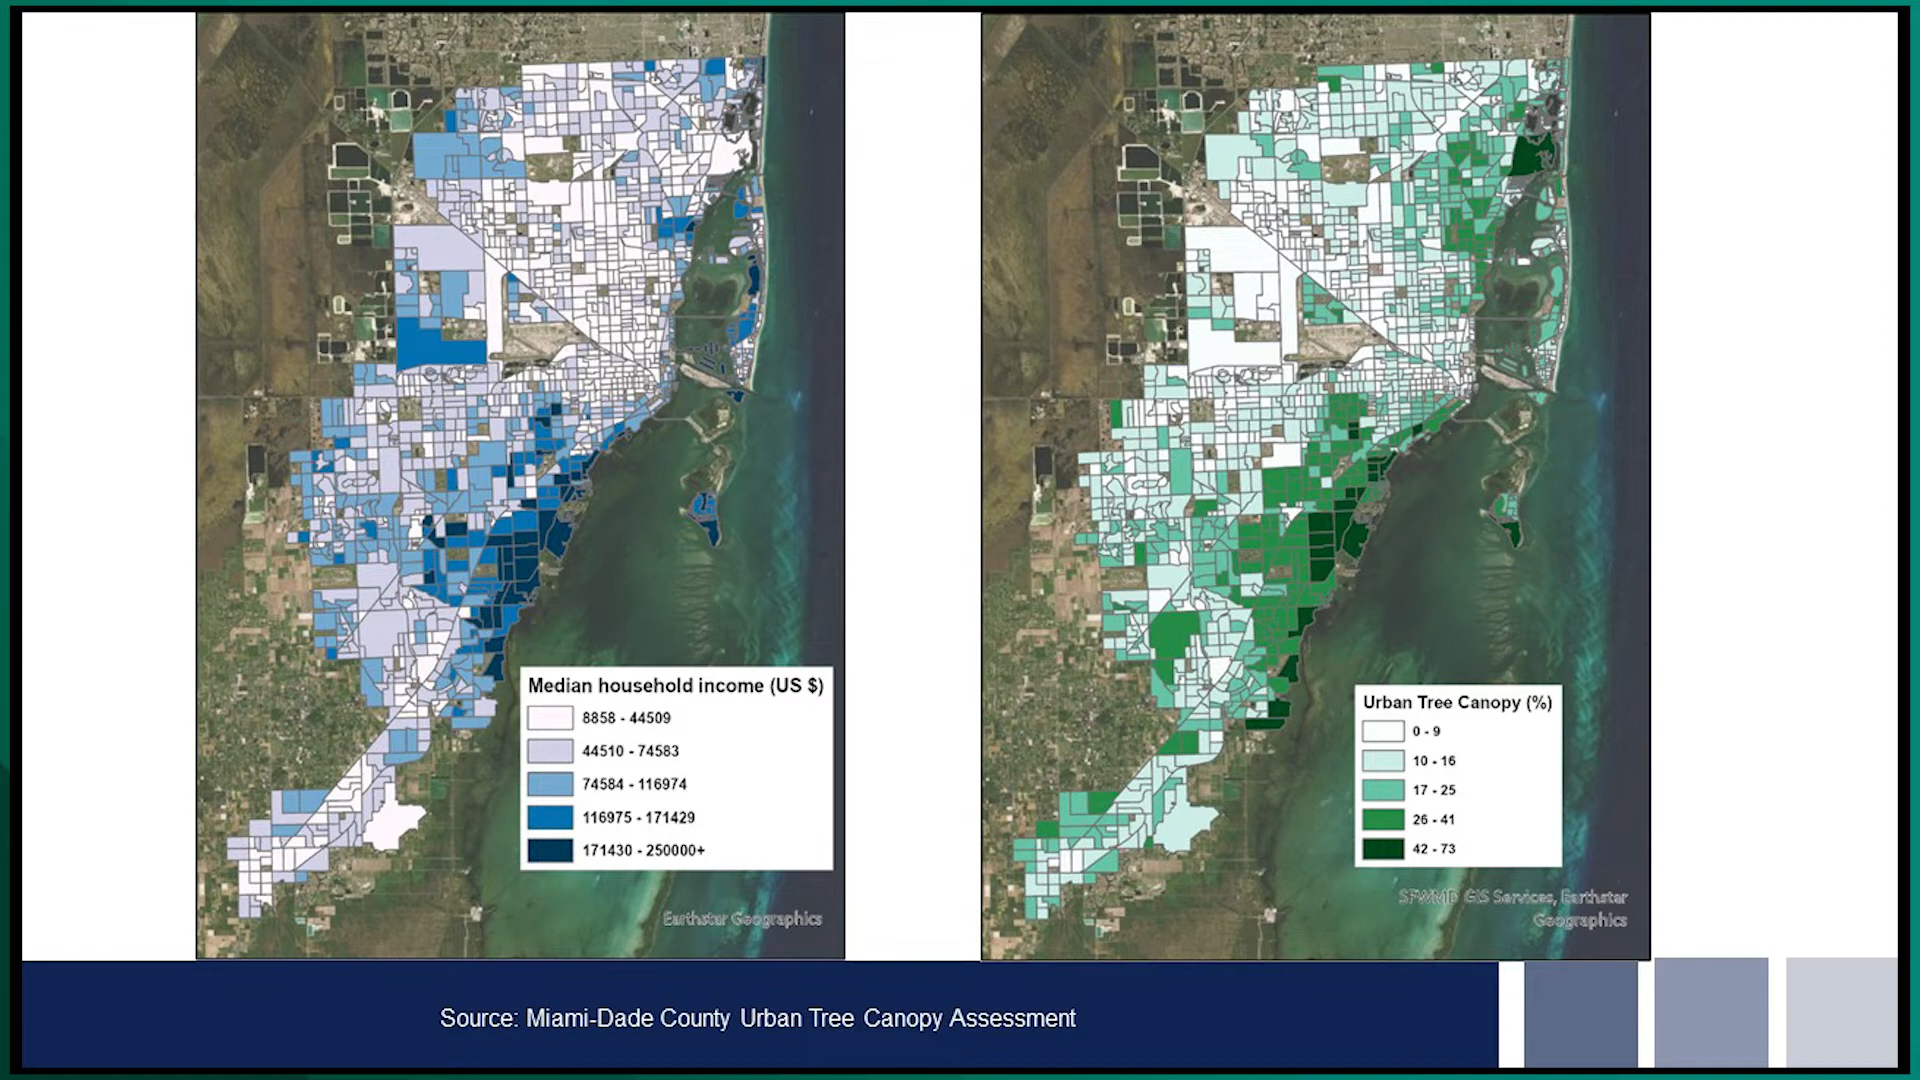 Median household income (US $)
8858 - 44509
44510 - 74583
74584 - 116974
116975 - 171429
171430 - 250000+
Earthstar Geographics
Urban Tree Canopy (%)
0 - 9
10 - 16
17 - 25
26 - 41
42 - 73
SFWMD GIS Services, Earthstar
Geographics
Source: Miami-Dade County Urban Tree Canopy Assessment